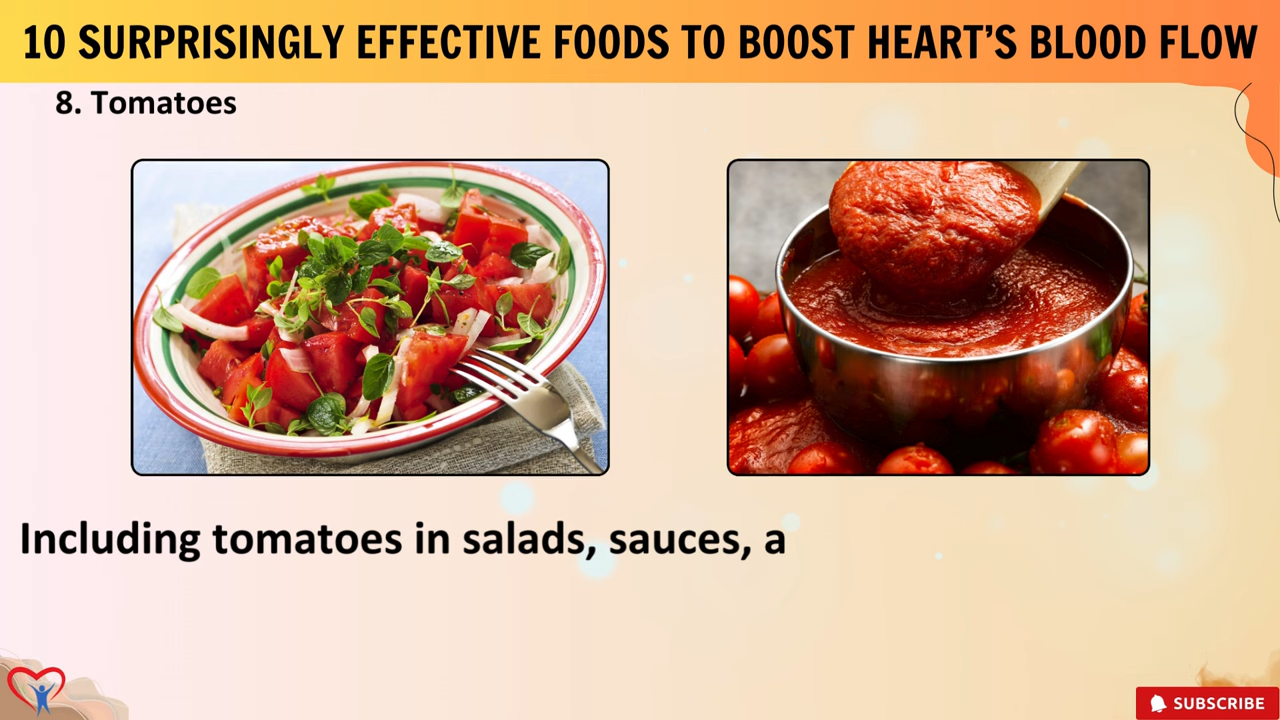 10 SURPRISINGLY EFFECTIVE FOODS TO BOOST HEART’S BLOOD FLOW
8. Tomatoes
Including tomatoes in salads, sauces, a
SUBSCRIBE